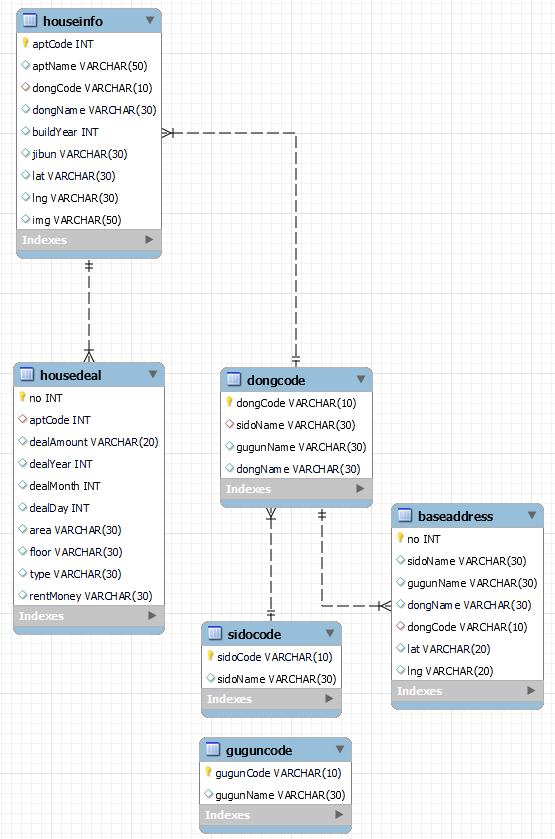 houseinfo
aptCode INT
aptName VARCHAR(50)
dongCode VARCHAR(10)
dongName VARCHAR(30)
buildYear INT
jibun VARCHAR(30)
lat VARCHAR(30)
lng VARCHAR(30)
img VARCHAR(50)
Indexes
housedeal
no INT
aptCode INT
dealAmount VARCHAR(20)
dealYear INT
dealMonth INT
dealDay INT
area VARCHAR(30)
floor VARCHAR(30)
type VARCHAR(30)
rentMoney VARCHAR(30)
Indexes
dongcode
dongCode VARCHAR(10)
sidoName VARCHAR(30)
gugunName VARCHAR(30)
dongName VARCHAR(30)
Indexes
baseaddress
no INT
sidoName VARCHAR(30)
gugunName VARCHAR(30)
dongName VARCHAR(30)
dongCode VARCHAR(10)
lat VARCHAR(20)
lng VARCHAR(20)
Indexes
sidocode
sidoCode VARCHAR(10)
sidoName VARCHAR(30)
Indexes
guguncode
gugunCode VARCHAR(10)
gugunName VARCHAR(30)
Indexes